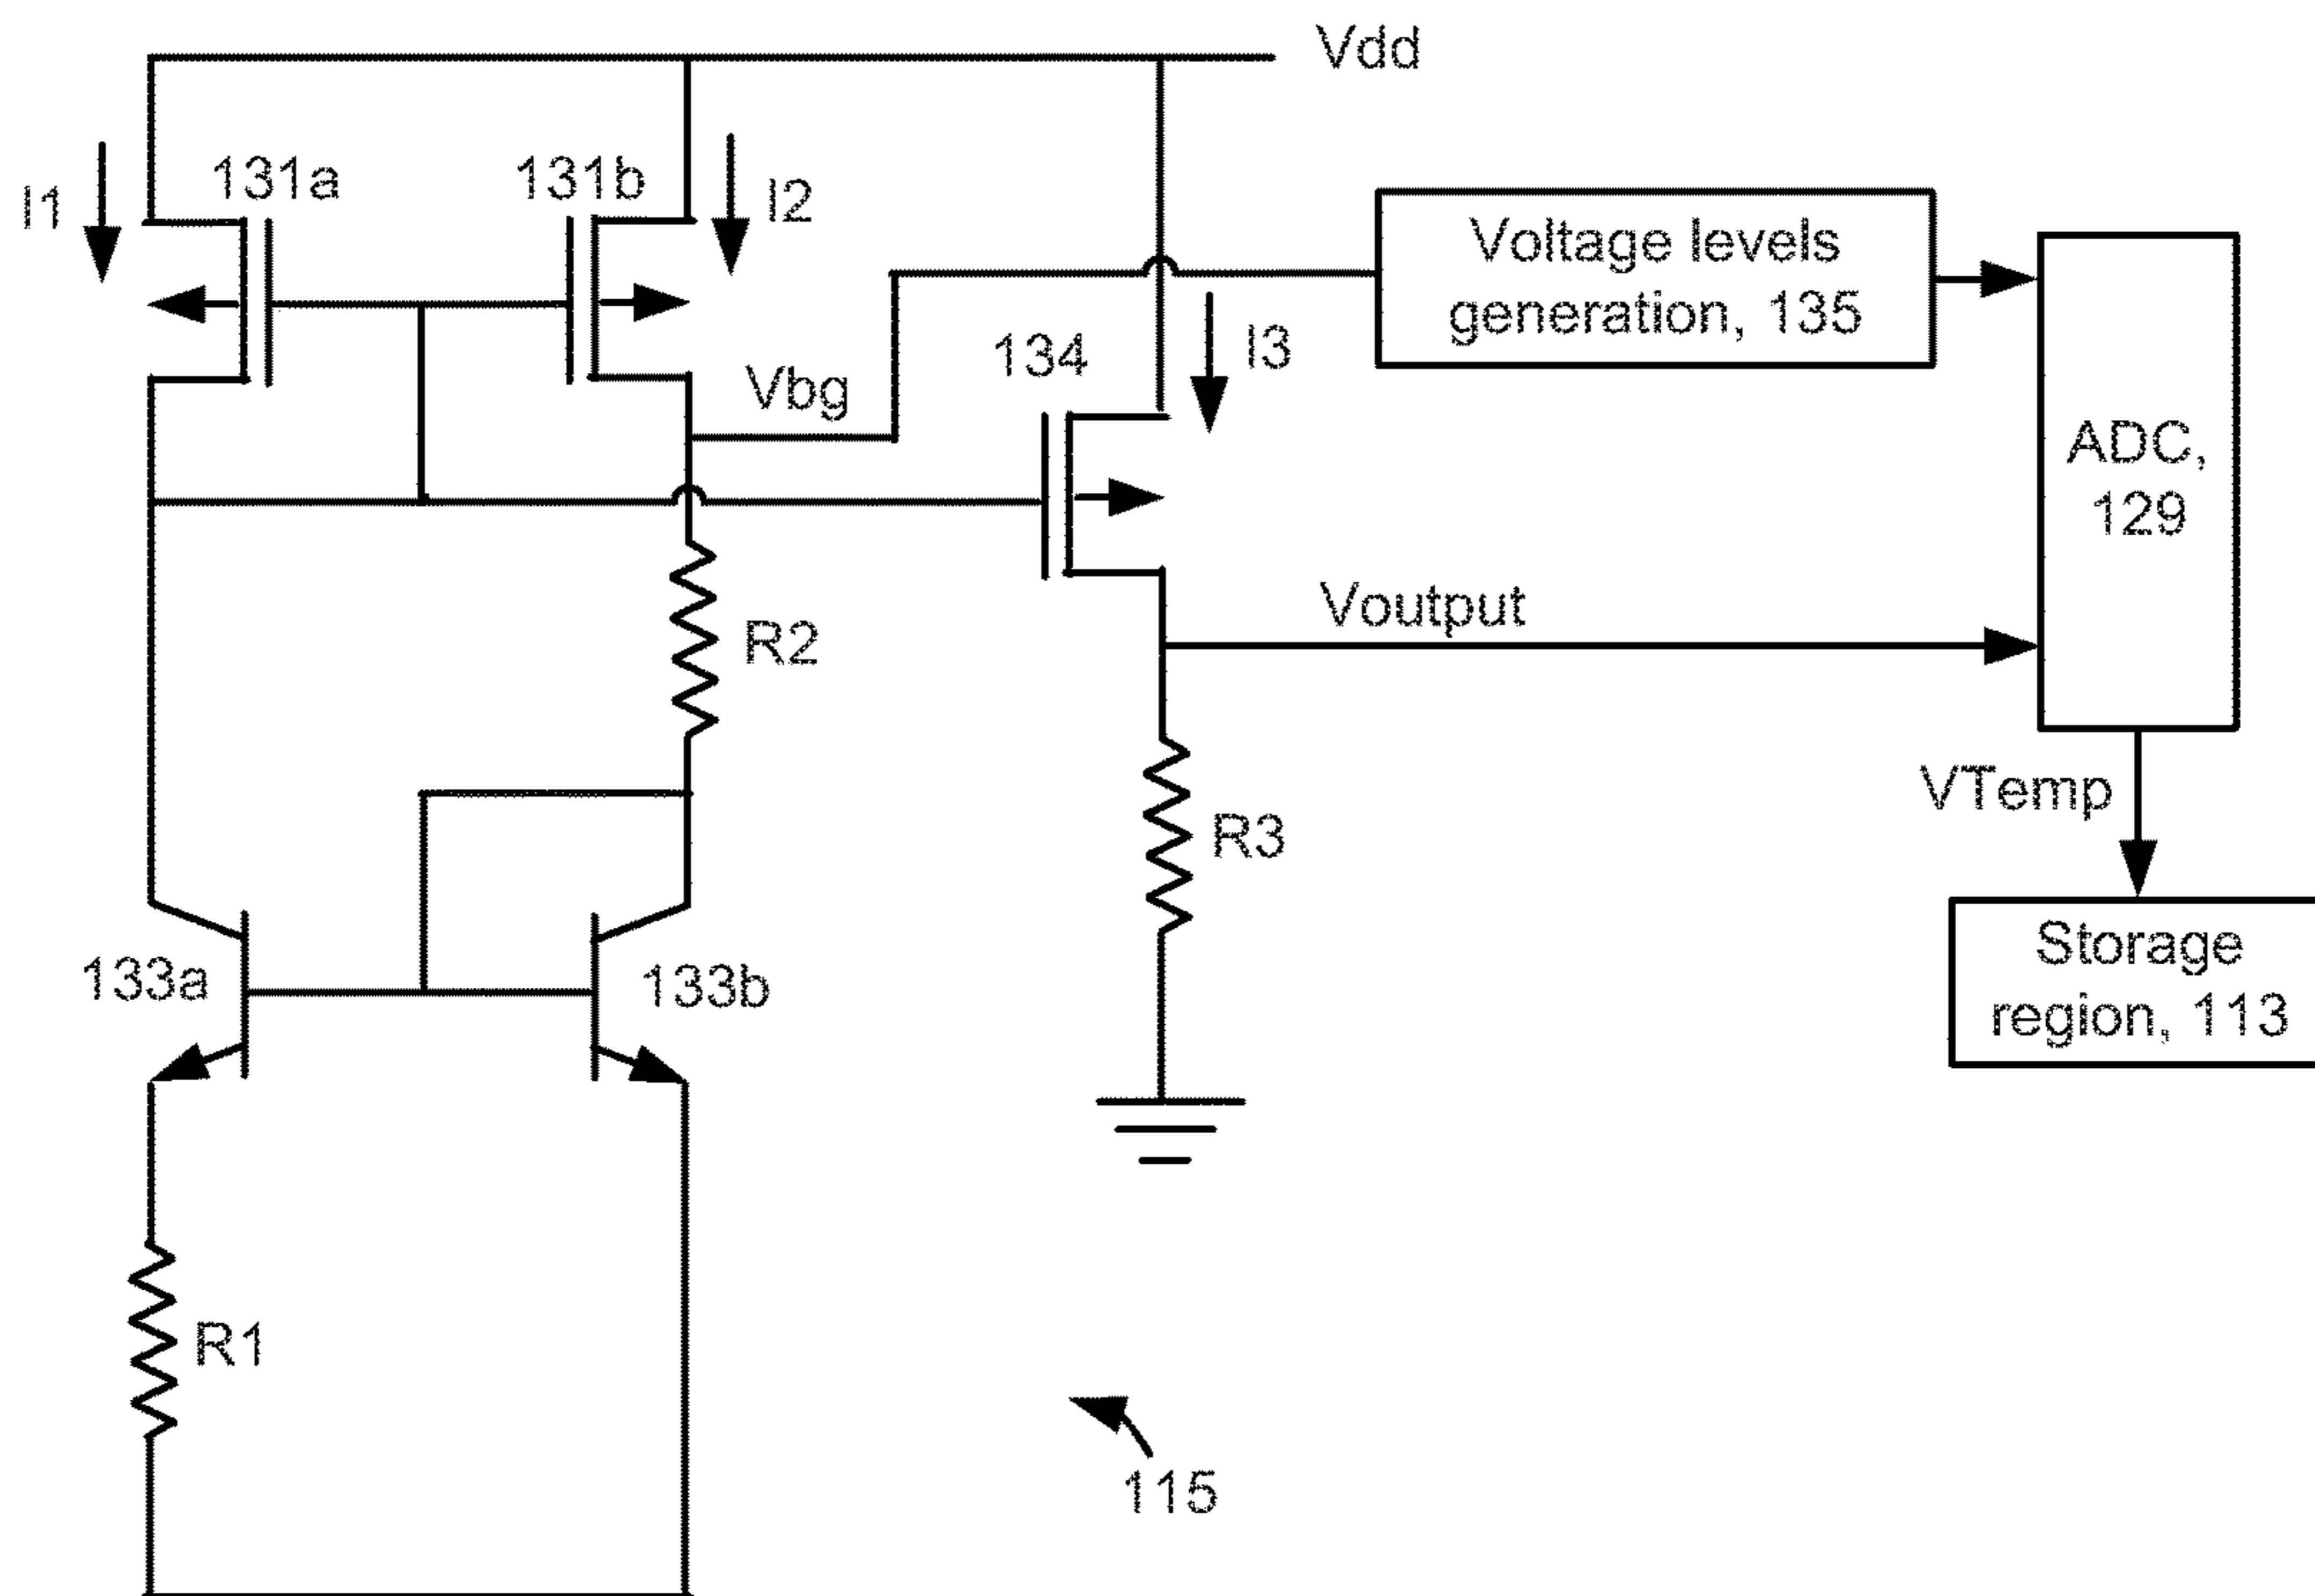 Vdd
I1
131a
131b
I2
Voltage levels
generation, 135
134
I3
Vbg
ADC,
129
Voutput
R2
VTemp
R3
Storage
region, 113
133a
133b
R1
115